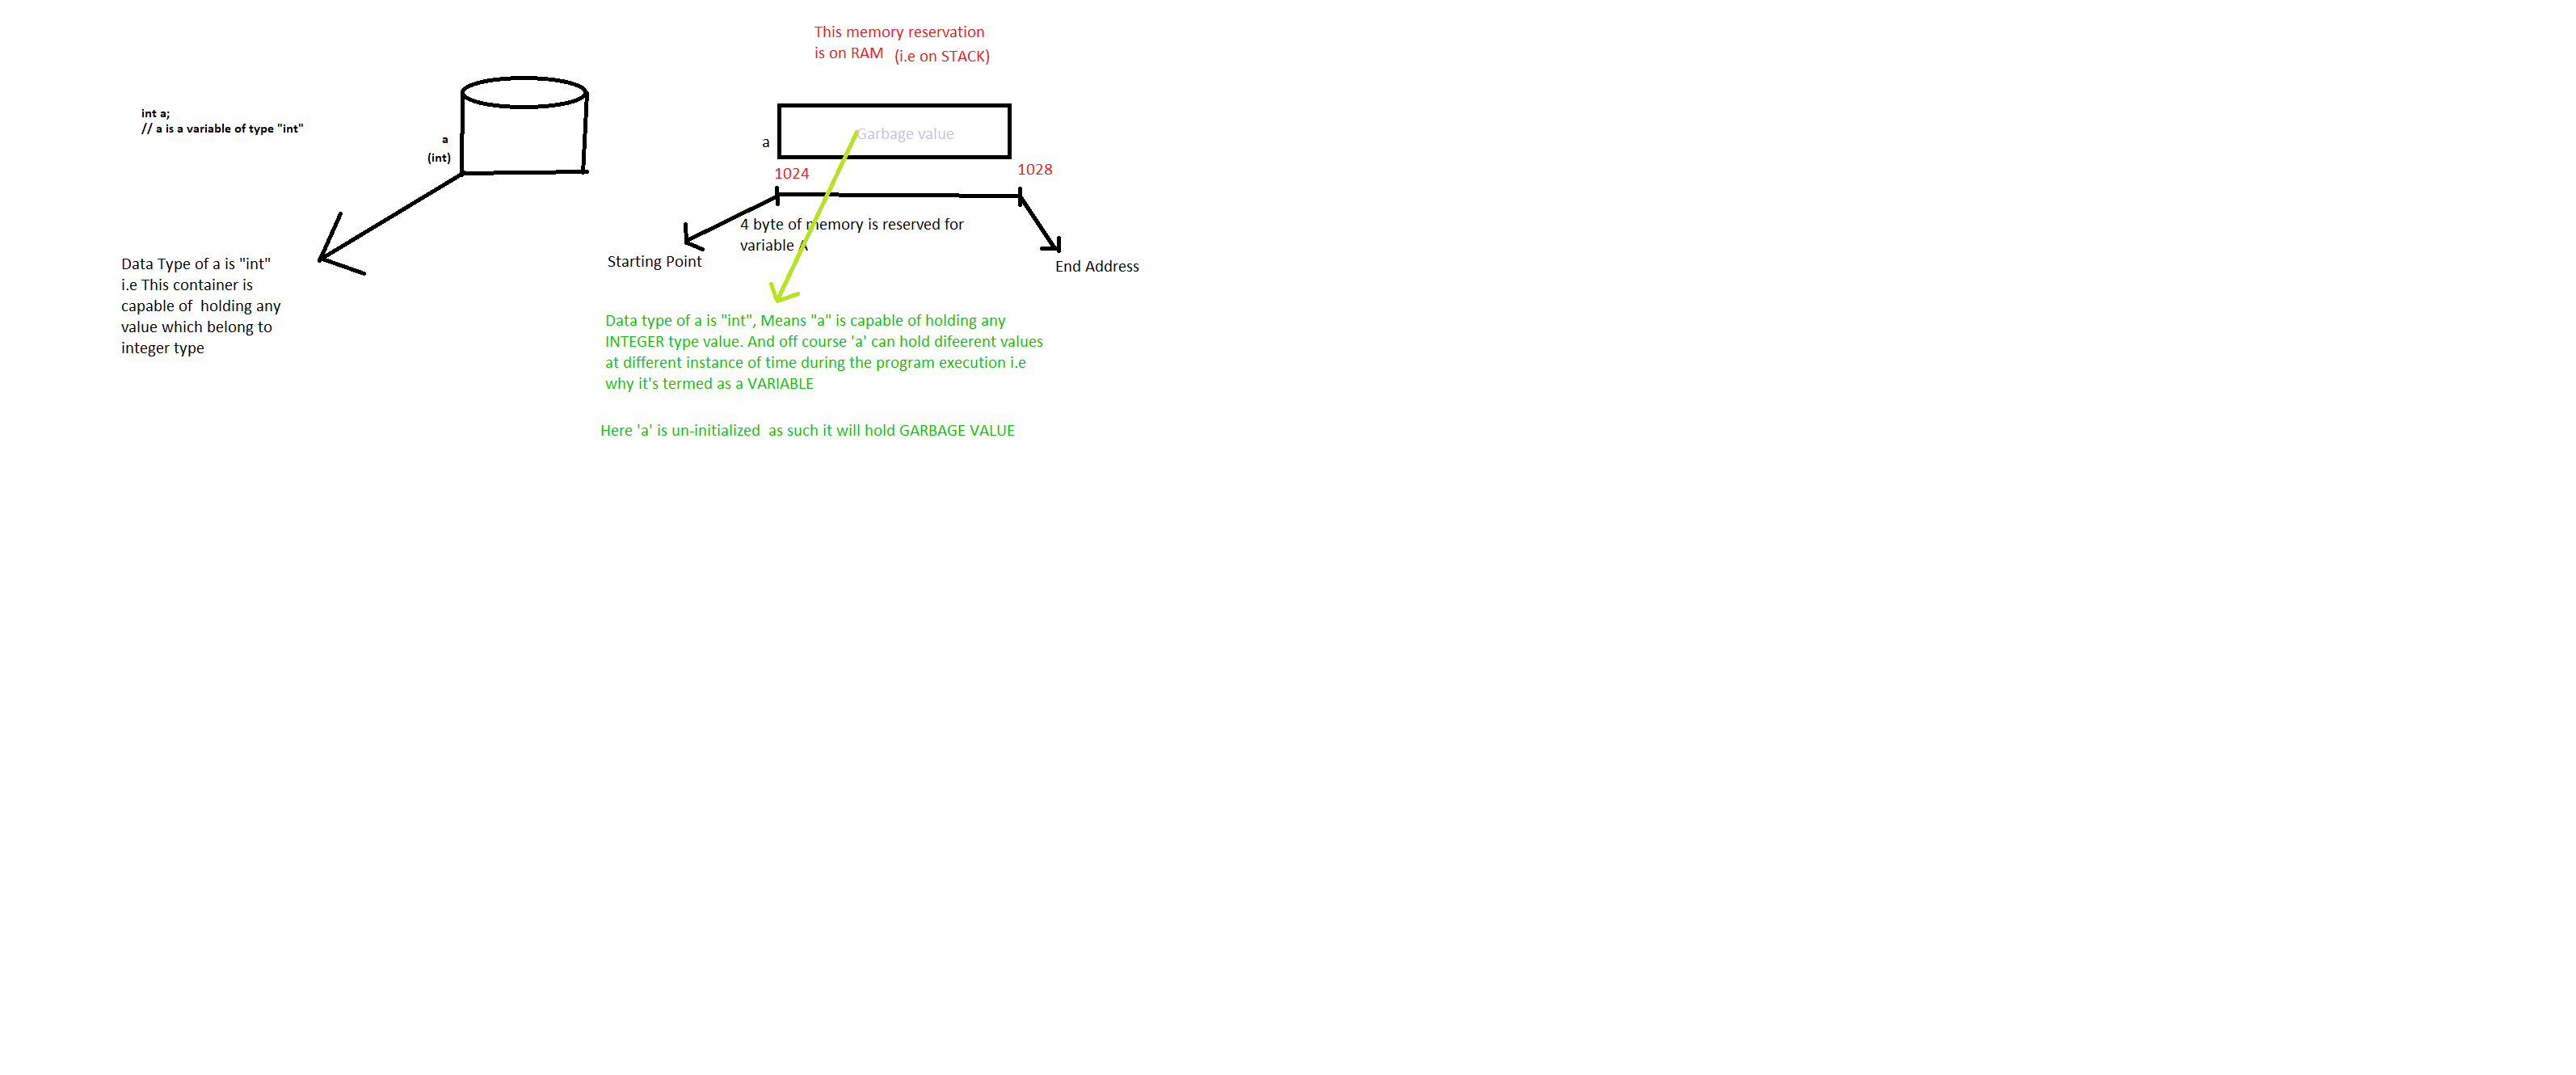 This memory reservation
is on RAM (i.e on STACK)
int a;
// a is a variable of type "int"
a
(int)
a
Garbage value
1024
1028
4 byte of memory is reserved for
variable A
Starting Point
End Address
Data Type of a is "int"
i.e This container is
capable of  holding any
value which belong to
integer type
Data type of a is "int", Means "a" is capable of holding any
INTEGER type value. And off course 'a' can hold difeerent values
at different instance of time during the program execution i.e
why it's termed as a VARIABLE
Here 'a' is un-initialized  as such it will hold GARBAGE VALUE